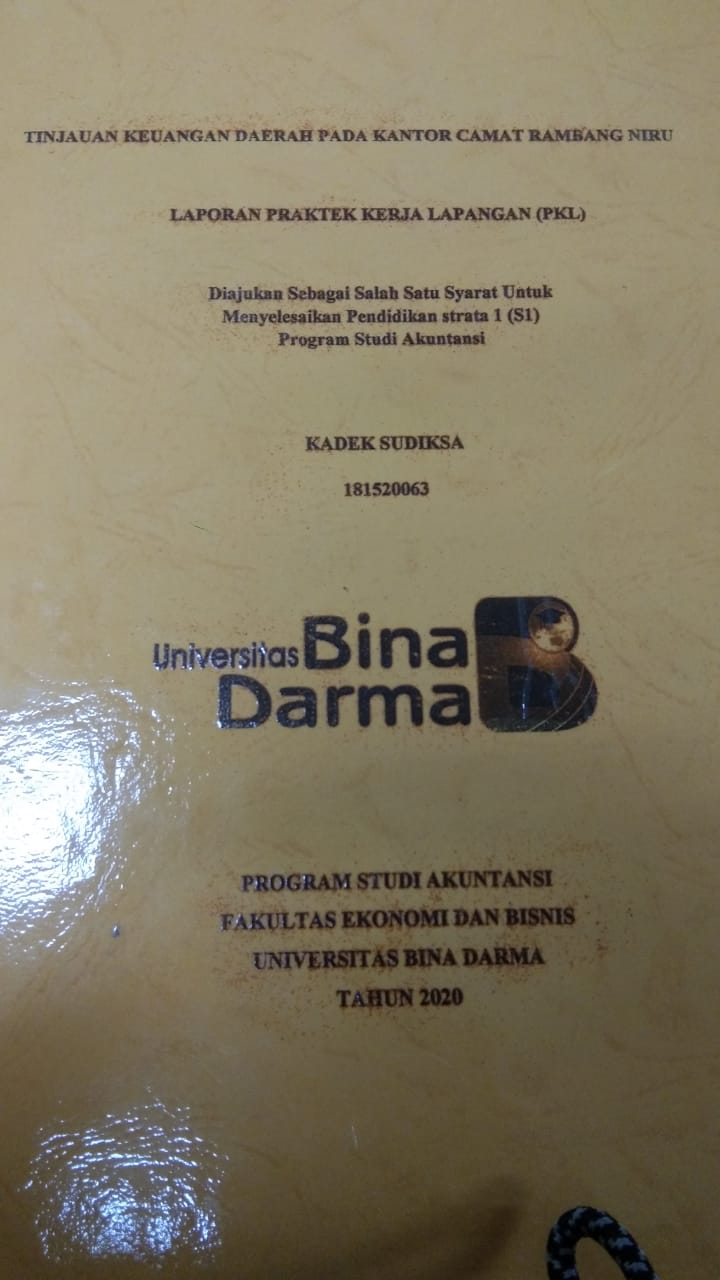 TINJAUAN KEUANGAN DAERAH PADA KANTOR CAMAT RAMBANG NIRU
LAPORAN PRAKTEK KERJA LAPANGAN (PKL)
Diajukan Sebagai Salah Satu Syarat Untuk
Menyelesaikan Pendidikan strata 1 (S1)
Program Studi Akuntansi
KADEK SUDIKSA
181520063
Universitas Bina
Darma
PROGRAM STUDI AKUNTANSI
FAKULTAS EKONOMI DAN BISNIS
UNIVERSITAS BINA DARMA
TAHUN 2020